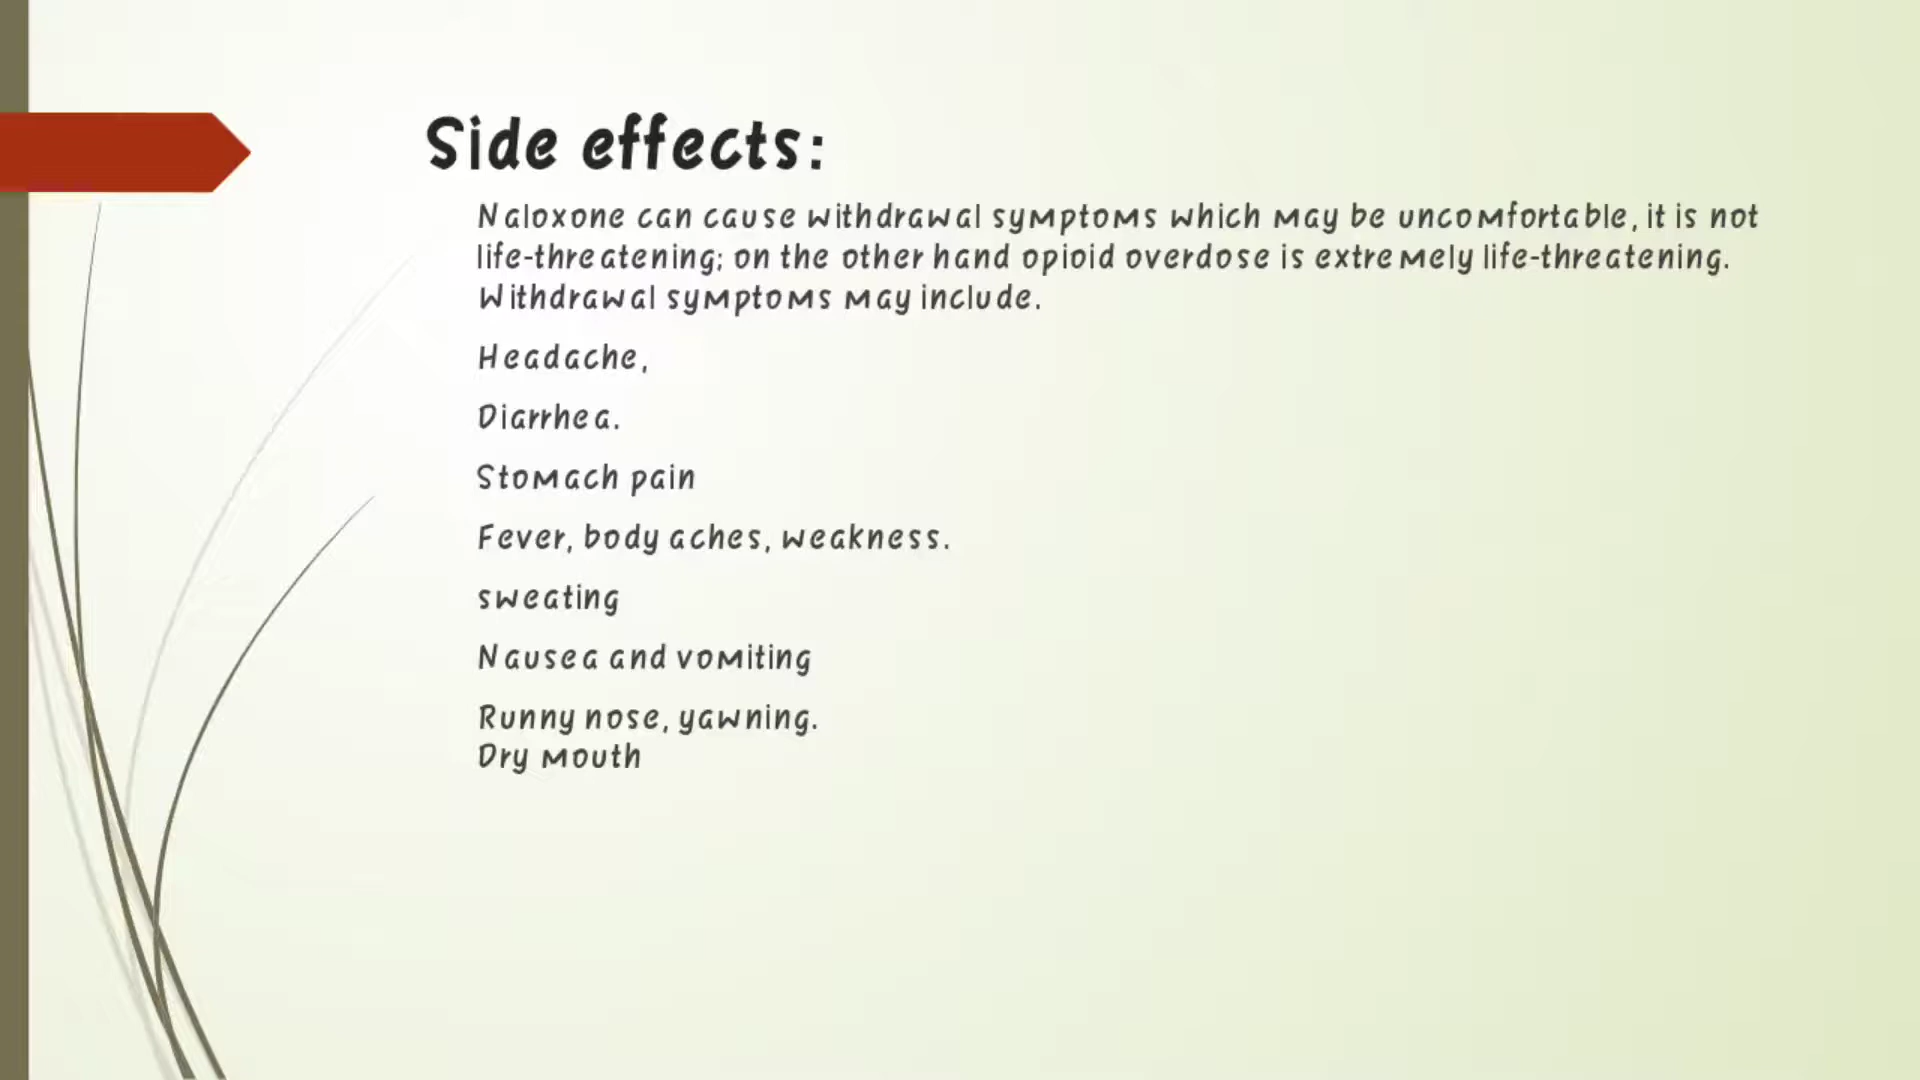 Side effects:
Naloxone can cause withdrawal symptoms which may be uncomfortable, it is not
life-threatening; on the other hand opioid overdose is extremely life-threatening.
Withdrawal symptoms may include.
Headache,
Diarrhea.
Stomach pain
Fever, body aches, weakness.
sweating
Nausea and vomiting
Runny nose, yawning.
Dry mouth